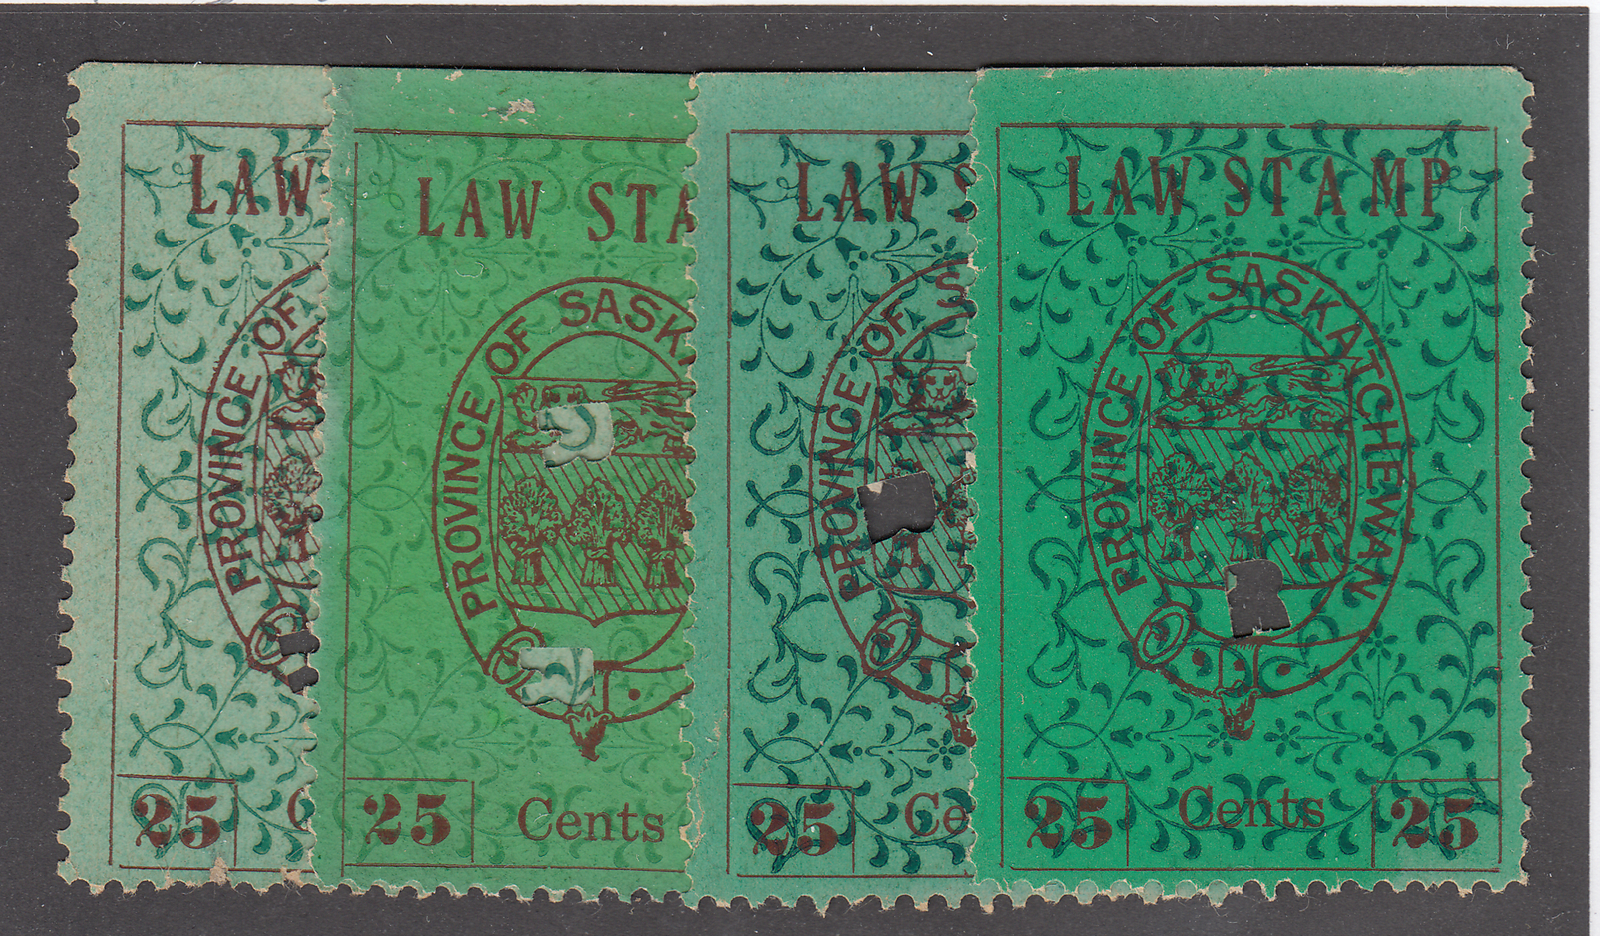 LAW
PROVINCE OF
25
LAW STA
PROVINCE OF SASK
25 Cents
LAW S
PROVINCE OF S
25 Ce
LAW STAMP
PROVINCE OF SASKATCHEWAN
25 Cents 25